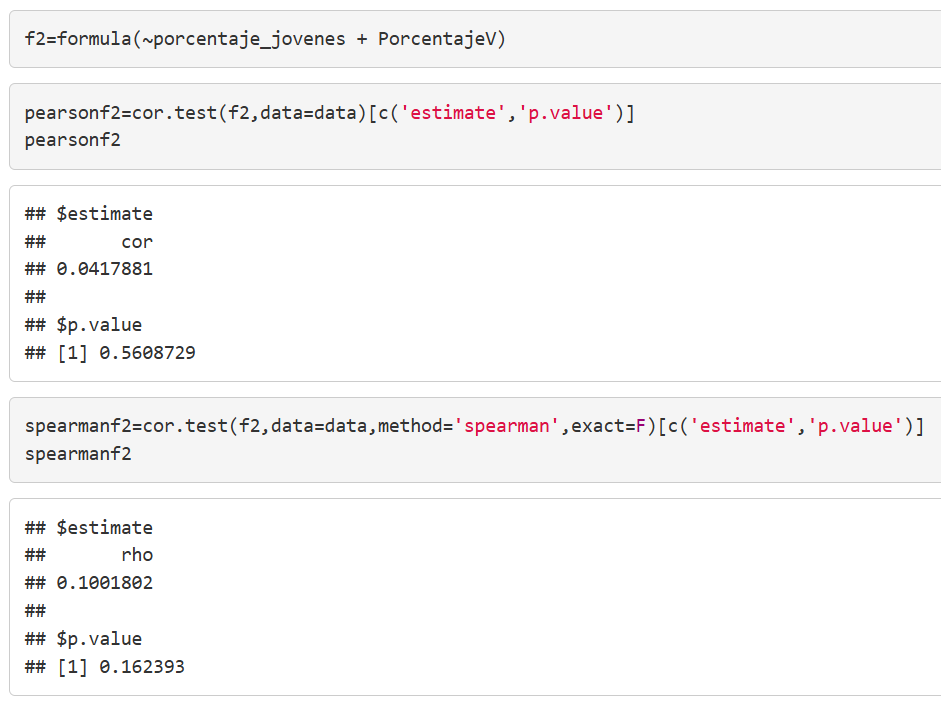 f2=formula(~porcentaje_jovenes + PorcentajeV)
pearsonf2=cor.test(f2,data=data)[c('estimate','p.value')]
pearsonf2
## $estimate
##       cor
## 0.0417881
##
## $p.value
## [1] 0.5608729
spearmanf2=cor.test(f2,data=data,method='spearman',exact=F)[c('estimate','p.value')]
spearmanf2
## $estimate
##       rho
## 0.1001802
##
## $p.value
## [1] 0.162393